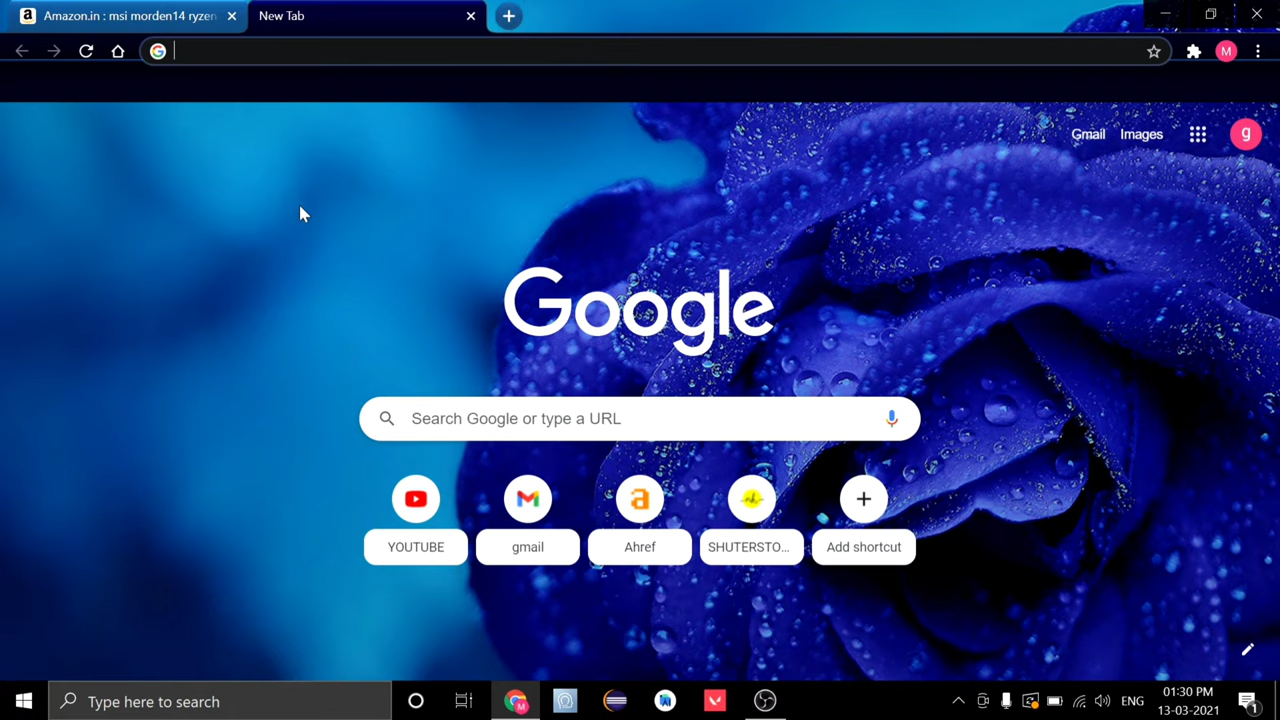 Amazon.in : msi morden14 ryzen
New Tab
M
Gmail Images
g
Google
Search Google or type a URL
YOUTUBE
gmail
Ahref
SHUTERSTO...
Add shortcut
Type here to search
M
ENG
01:30 PM
13-03-2021
1